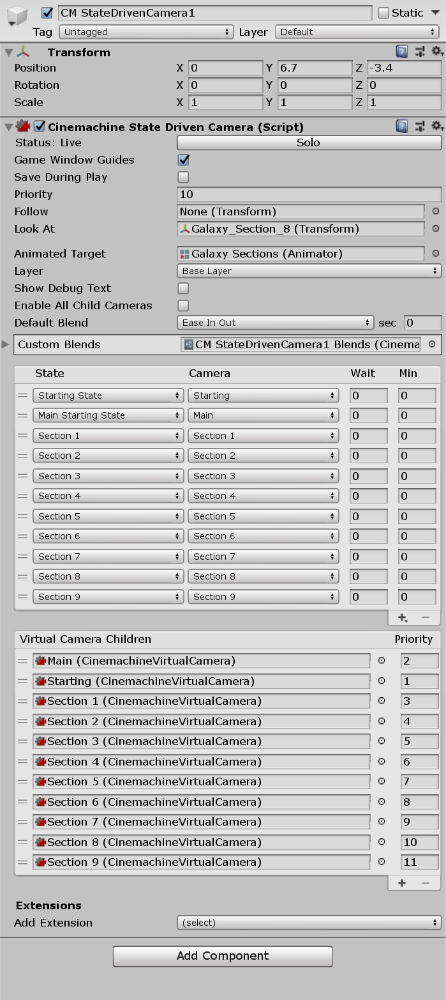 CM StateDrivenCamera1 Static
Tag Untagged Layer Default
Transform
Position X 0 Y 6.7 Z -3.4
Rotation X 0 Y 0 Z 0
Scale X 1 Y 1 Z 1
Cinemachine State Driven Camera (Script)
Status: Live Solo
Game Window Guides
Save During Play
Priority 10
Follow None (Transform)
Look At Galaxy_Section_8 (Transform)
Animated Target Galaxy Sections (Animator)
Layer Base Layer
Show Debug Text
Enable All Child Cameras
Default Blend Ease In Out sec 0
Custom Blends CM StateDrivenCamera1 Blends (Cinema
State Camera Wait Min
Starting State Starting 0 0
Main Starting State Main 0 0
Section 1 Section 1 0 0
Section 2 Section 2 0 0
Section 3 Section 3 0 0
Section 4 Section 4 0 0
Section 5 Section 5 0 0
Section 6 Section 6 0 0
Section 7 Section 7 0 0
Section 8 Section 8 0 0
Section 9 Section 9 0 0
Virtual Camera Children Priority
Main (CinemachineVirtualCamera) 2
Starting (CinemachineVirtualCamera) 1
Section 1 (CinemachineVirtualCamera) 3
Section 2 (CinemachineVirtualCamera) 4
Section 3 (CinemachineVirtualCamera) 5
Section 4 (CinemachineVirtualCamera) 6
Section 5 (CinemachineVirtualCamera) 7
Section 6 (CinemachineVirtualCamera) 8
Section 7 (CinemachineVirtualCamera) 9
Section 8 (CinemachineVirtualCamera) 10
Section 9 (CinemachineVirtualCamera) 11
Extensions
Add Extension (select)
Add Component